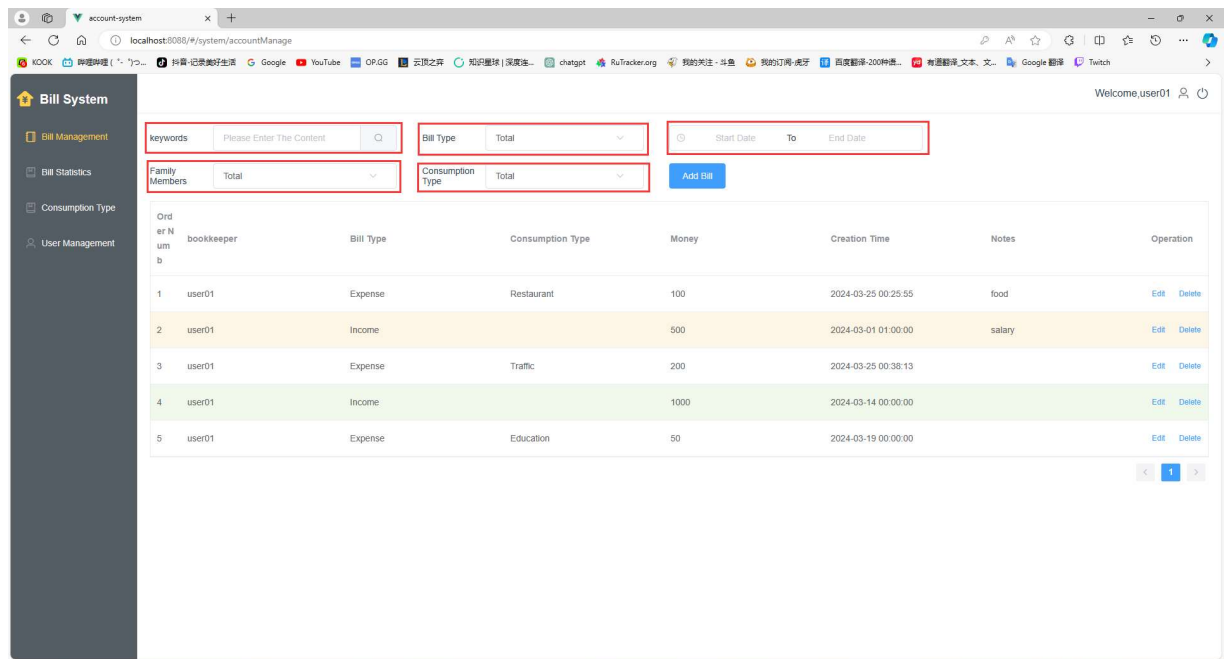 account-system
localhost:8088/#/system/accountManage
KOOK 哔哩哔哩 ( ゜- ゜)つ... 抖音-记录美好生活 Google YouTube OP.GG 云顶之弈 知识星球 | 深度连... chatgpt RuTracker.org 我的关注 - 斗鱼 我的订阅-虎牙 百度翻译-200种语... 有道翻译_文本、文... Google 翻译 Twitch
Bill System
Welcome,user01
Bill Management
Bill Statistics
Consumption Type
User Management
keywords Please Enter The Content Bill Type Total Start Date To End Date
Family Members Total Consumption Type Total Add Bill
Ord
er N
um
b
bookkeeper Bill Type Consumption Type Money Creation Time Notes Operation
1 user01 Expense Restaurant 100 2024-03-25 00:25:55 food Edit Delete
2 user01 Income 500 2024-03-01 01:00:00 salary Edit Delete
3 user01 Expense Traffic 200 2024-03-25 00:38:13 Edit Delete
4 user01 Income 1000 2024-03-14 00:00:00 Edit Delete
5 user01 Expense Education 50 2024-03-19 00:00:00 Edit Delete
1